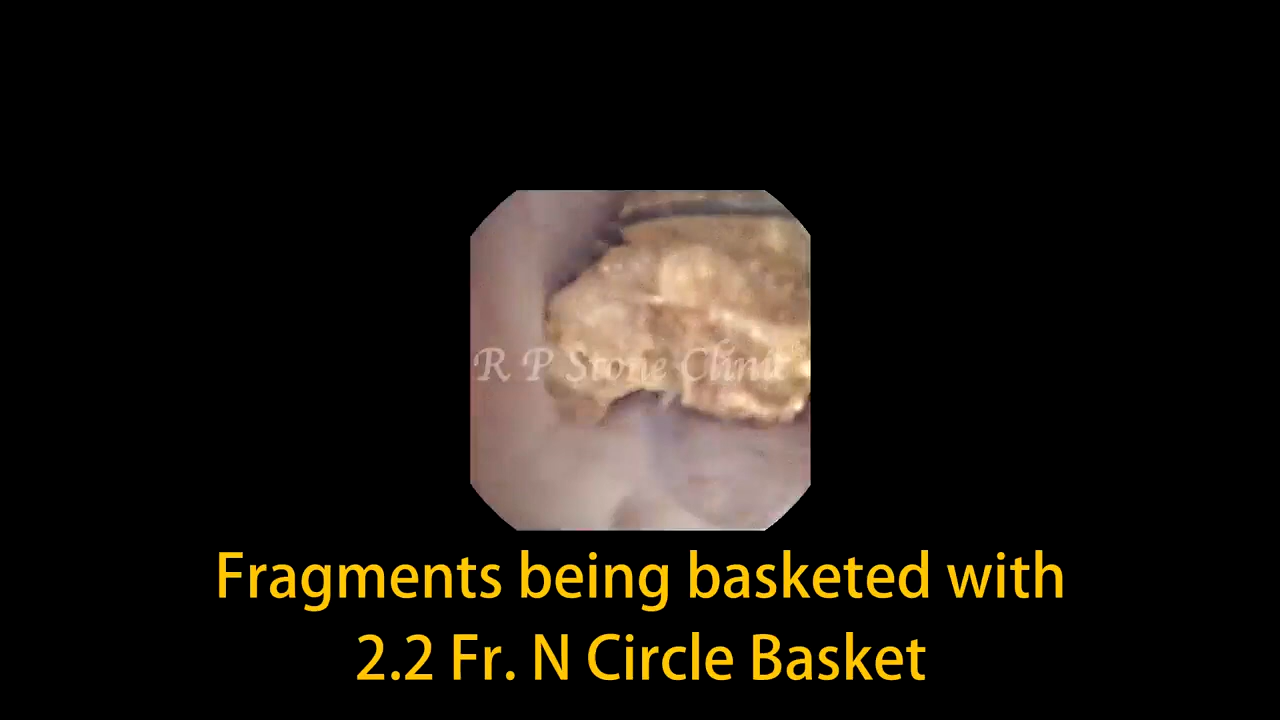 R P Stone Clinic
Fragments being basketed with
2.2 Fr. N Circle Basket